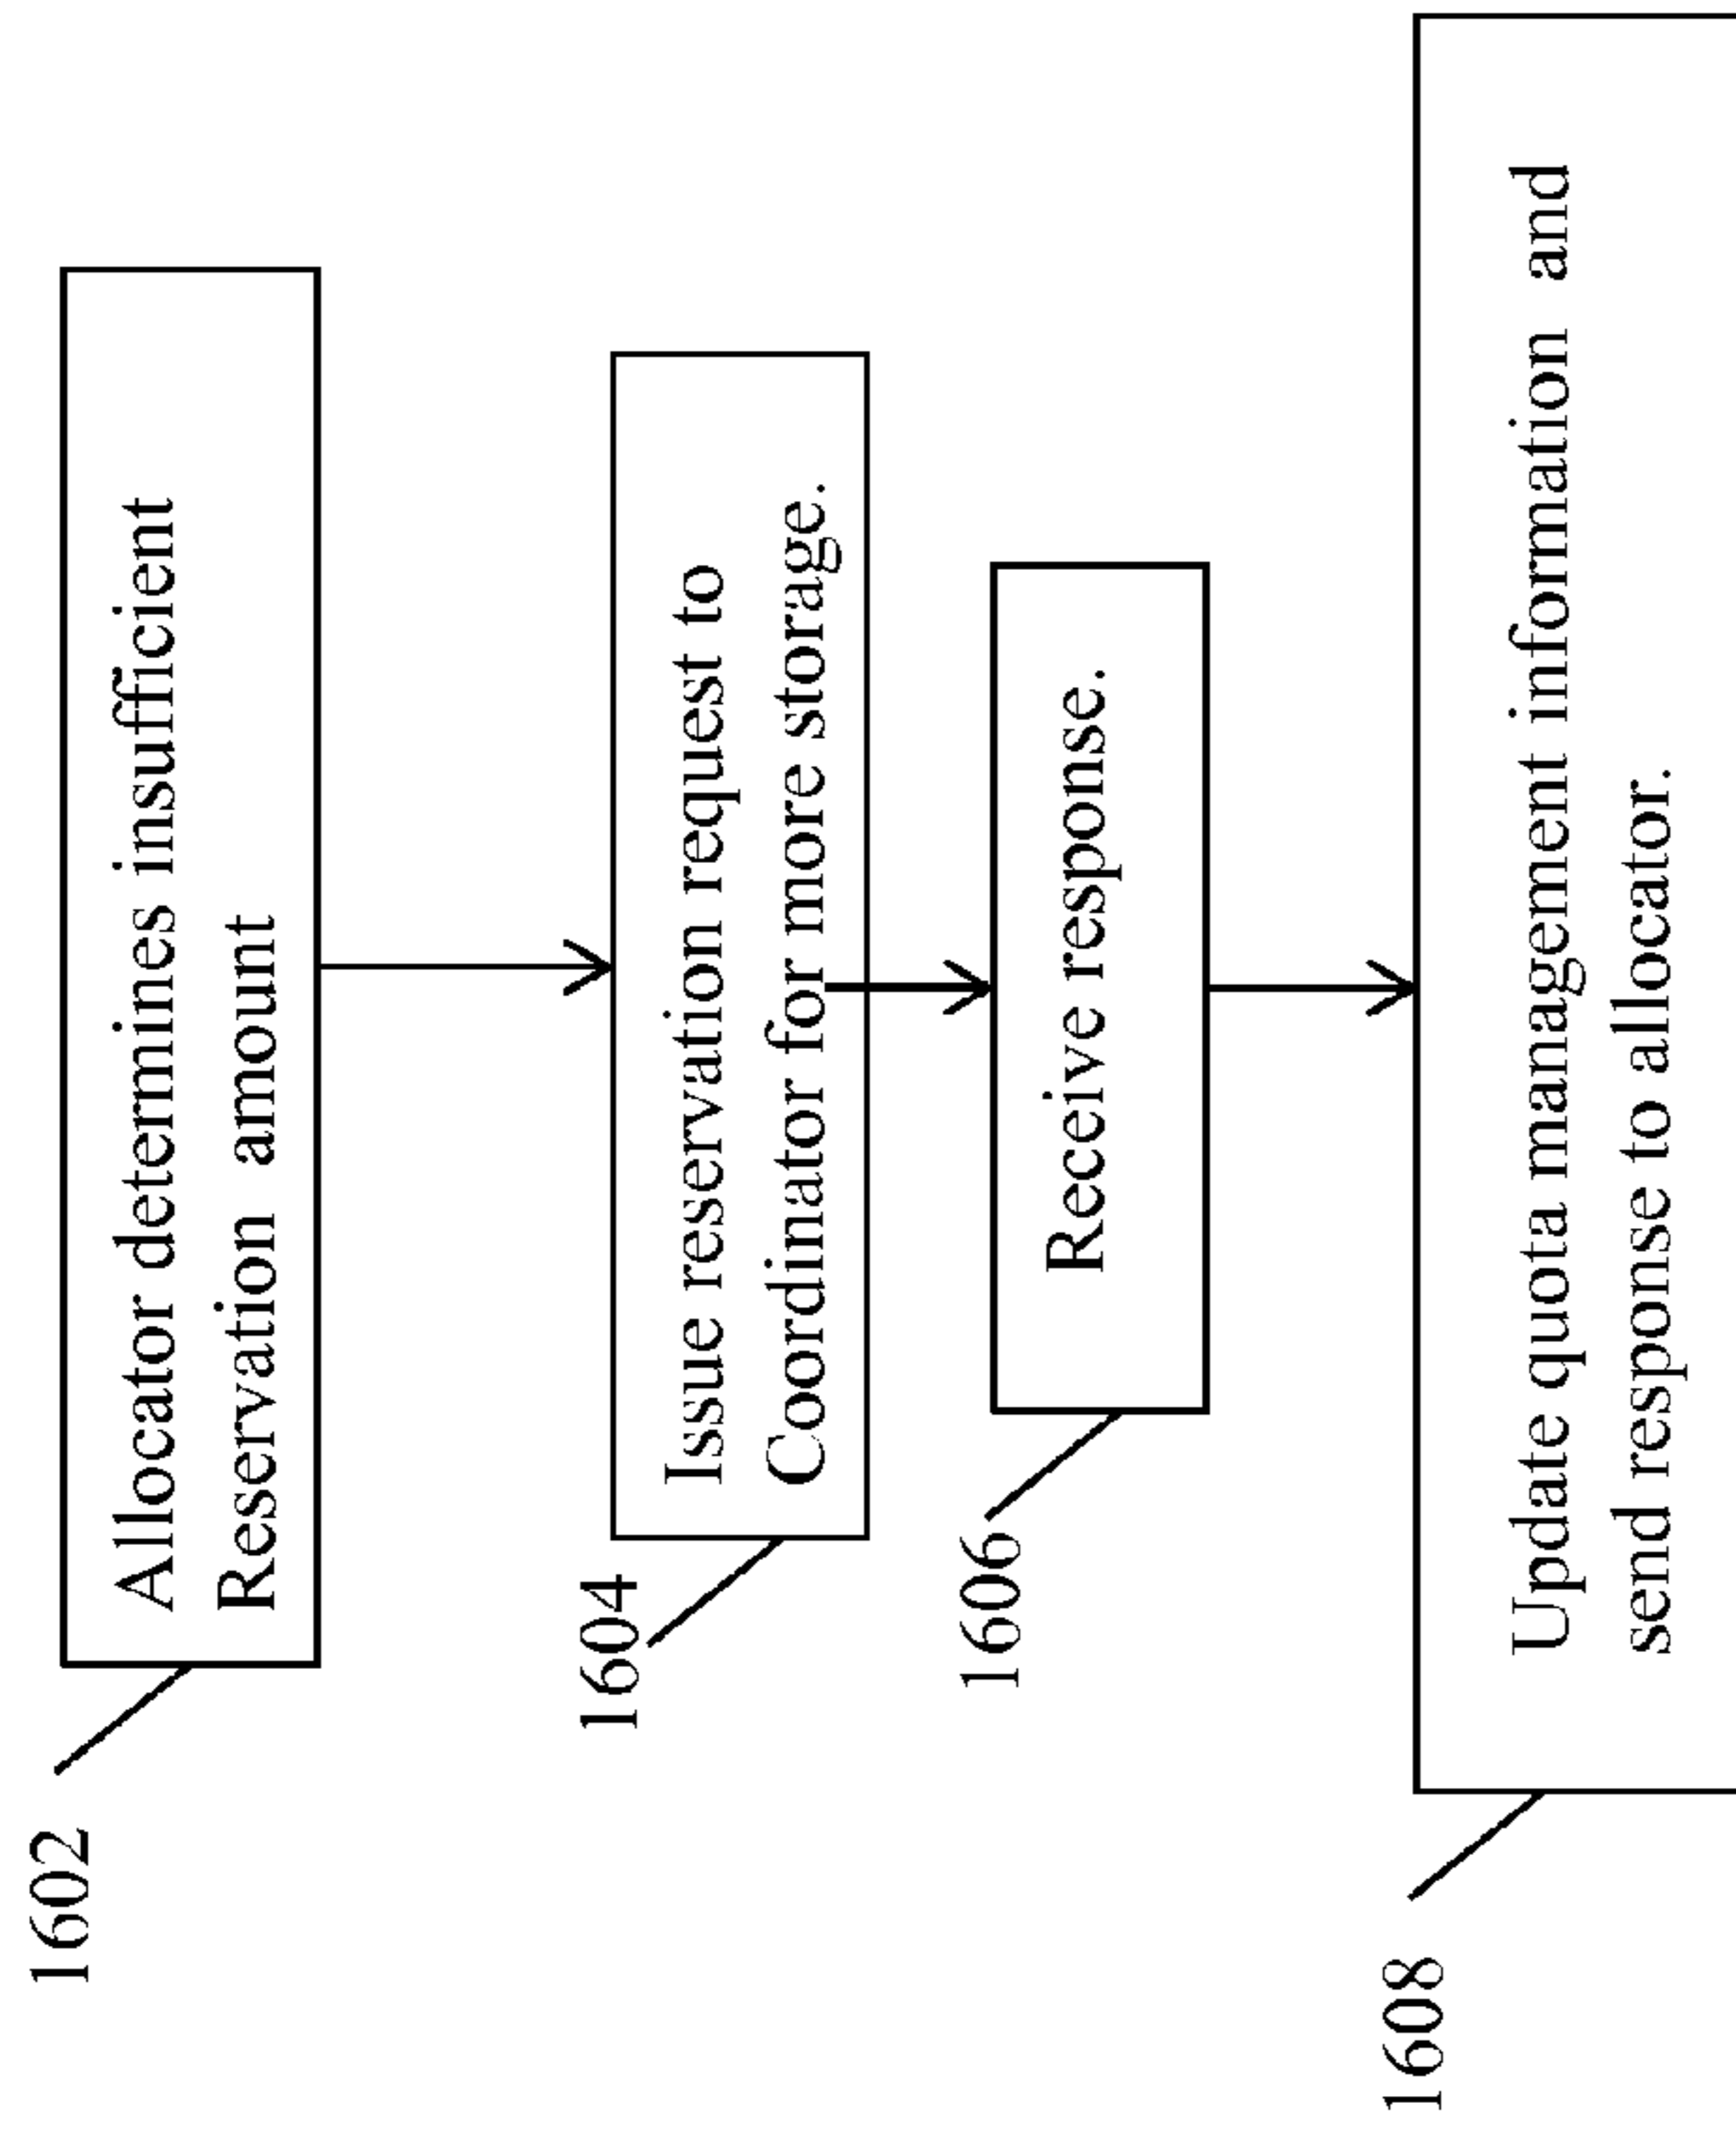 1602
Allocator determines insufficient
Reservation amount
1604
Issue reservation request to
Coordinator for more storage.
1606
Receive response.
1608
Update quota management information and
send response to allocator.